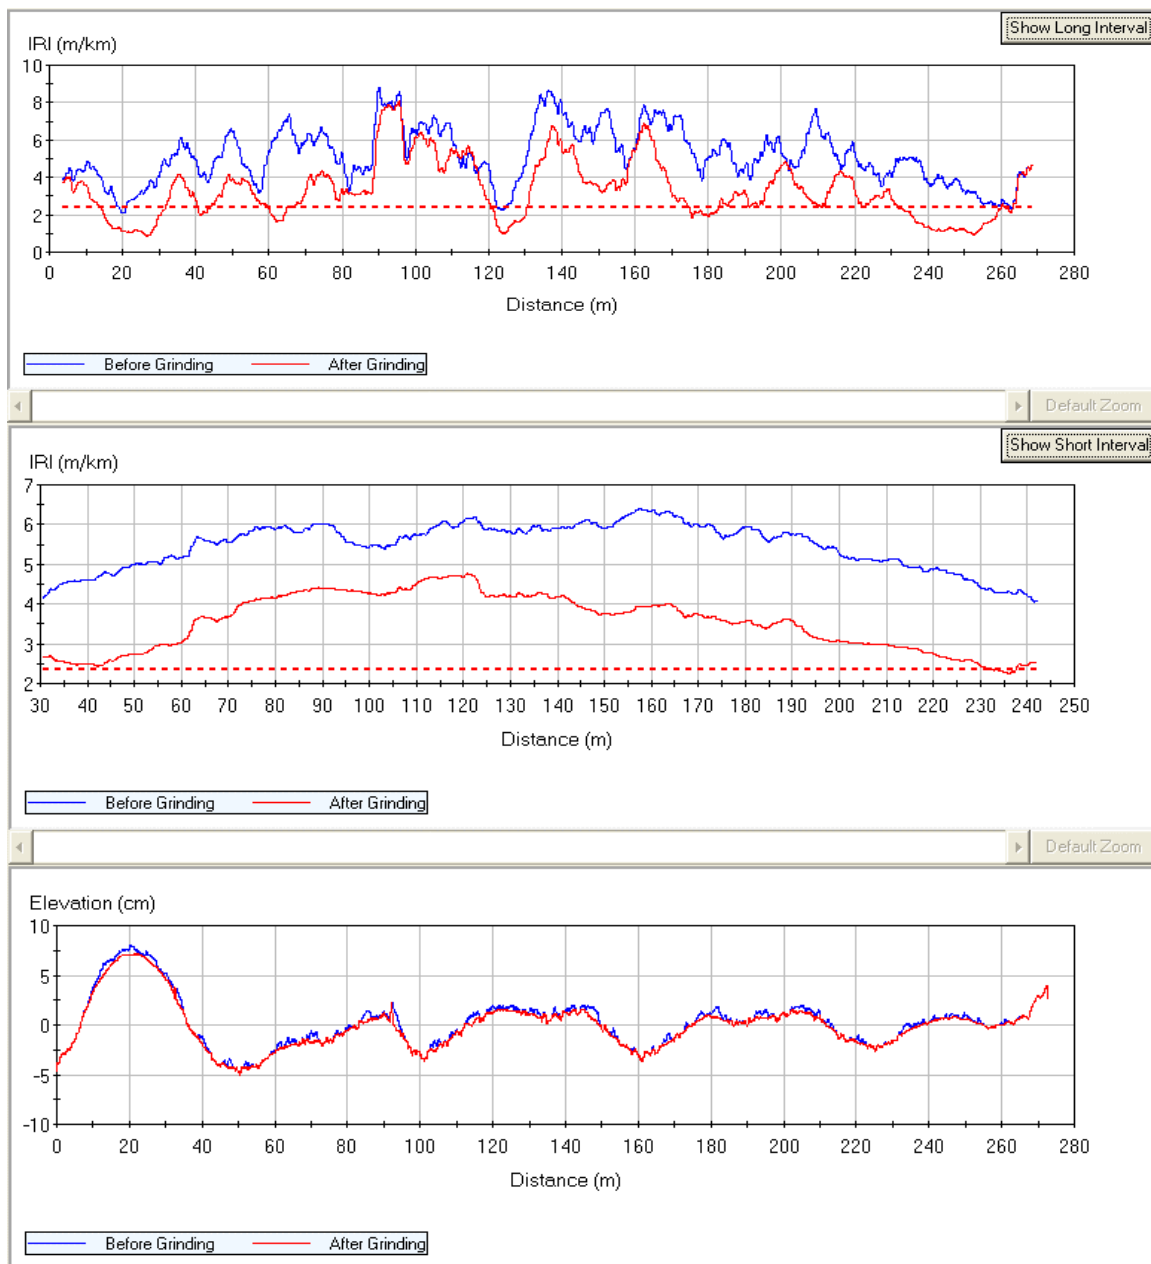 Show Long Interval
IRI (m/km)
10
8
6
4
2
0
0 20 40 60 80 100 120 140 160 180 200 220 240 260 280
Distance (m)
Before Grinding After Grinding
Default Zoom
Show Short Interval
IRI (m/km)
7
6
5
4
3
2
30 40 50 60 70 80 90 100 110 120 130 140 150 160 170 180 190 200 210 220 230 240 250
Distance (m)
Before Grinding After Grinding
Default Zoom
Elevation (cm)
10
5
0
-5
-10
0 20 40 60 80 100 120 140 160 180 200 220 240 260 280
Distance (m)
Before Grinding After Grinding